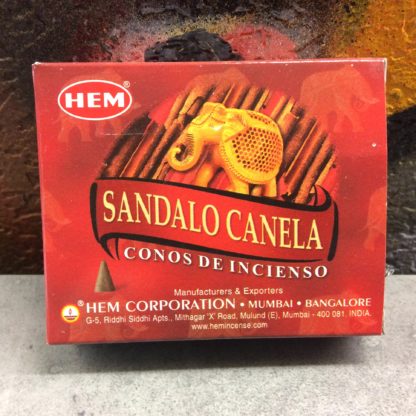 HEM
SANDALO CANELA
CONOS DE INCIENSO
Manufacturers & Exporters
HEM CORPORATION • MUMBAI • BANGALORE
G-5, Riddhi Siddhi Apts., Mithagar 'X' Road, Mulund (E), Mumbai - 400 081. INDIA.
www.hemincense.com